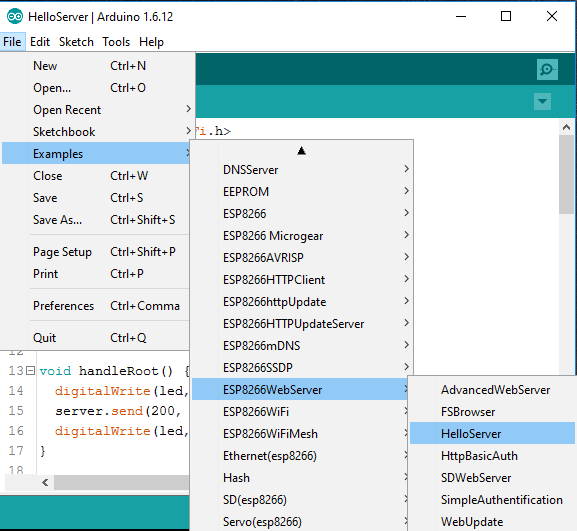 HelloServer | Arduino 1.6.12
File Edit Sketch Tools Help
New Ctrl+N
Open... Ctrl+O
Open Recent
Sketchbook
Examples
Close Ctrl+W
Save Ctrl+S
Save As... Ctrl+Shift+S
Page Setup Ctrl+Shift+P
Print Ctrl+P
Preferences Ctrl+Comma
Quit Ctrl+Q
i.h>
DNSServer
EEPROM
ESP8266
ESP8266 Microgear
ESP8266AVRISP
ESP8266HTTPClient
ESP8266httpUpdate
ESP8266HTTPUpdateServer
ESP8266mDNS
ESP8266SSDP
ESP8266WebServer
ESP8266WiFi
ESP8266WiFiMesh
Ethernet(esp8266)
Hash
SD(esp8266)
Servo(esp8266)
AdvancedWebServer
FSBrowser
HelloServer
HttpBasicAuth
SDWebServer
SimpleAuthentification
WebUpdate
12
13 void handleRoot() {
14 digitalWrite(led,
15 server.send(200,
16 digitalWrite(led,
17 }
18